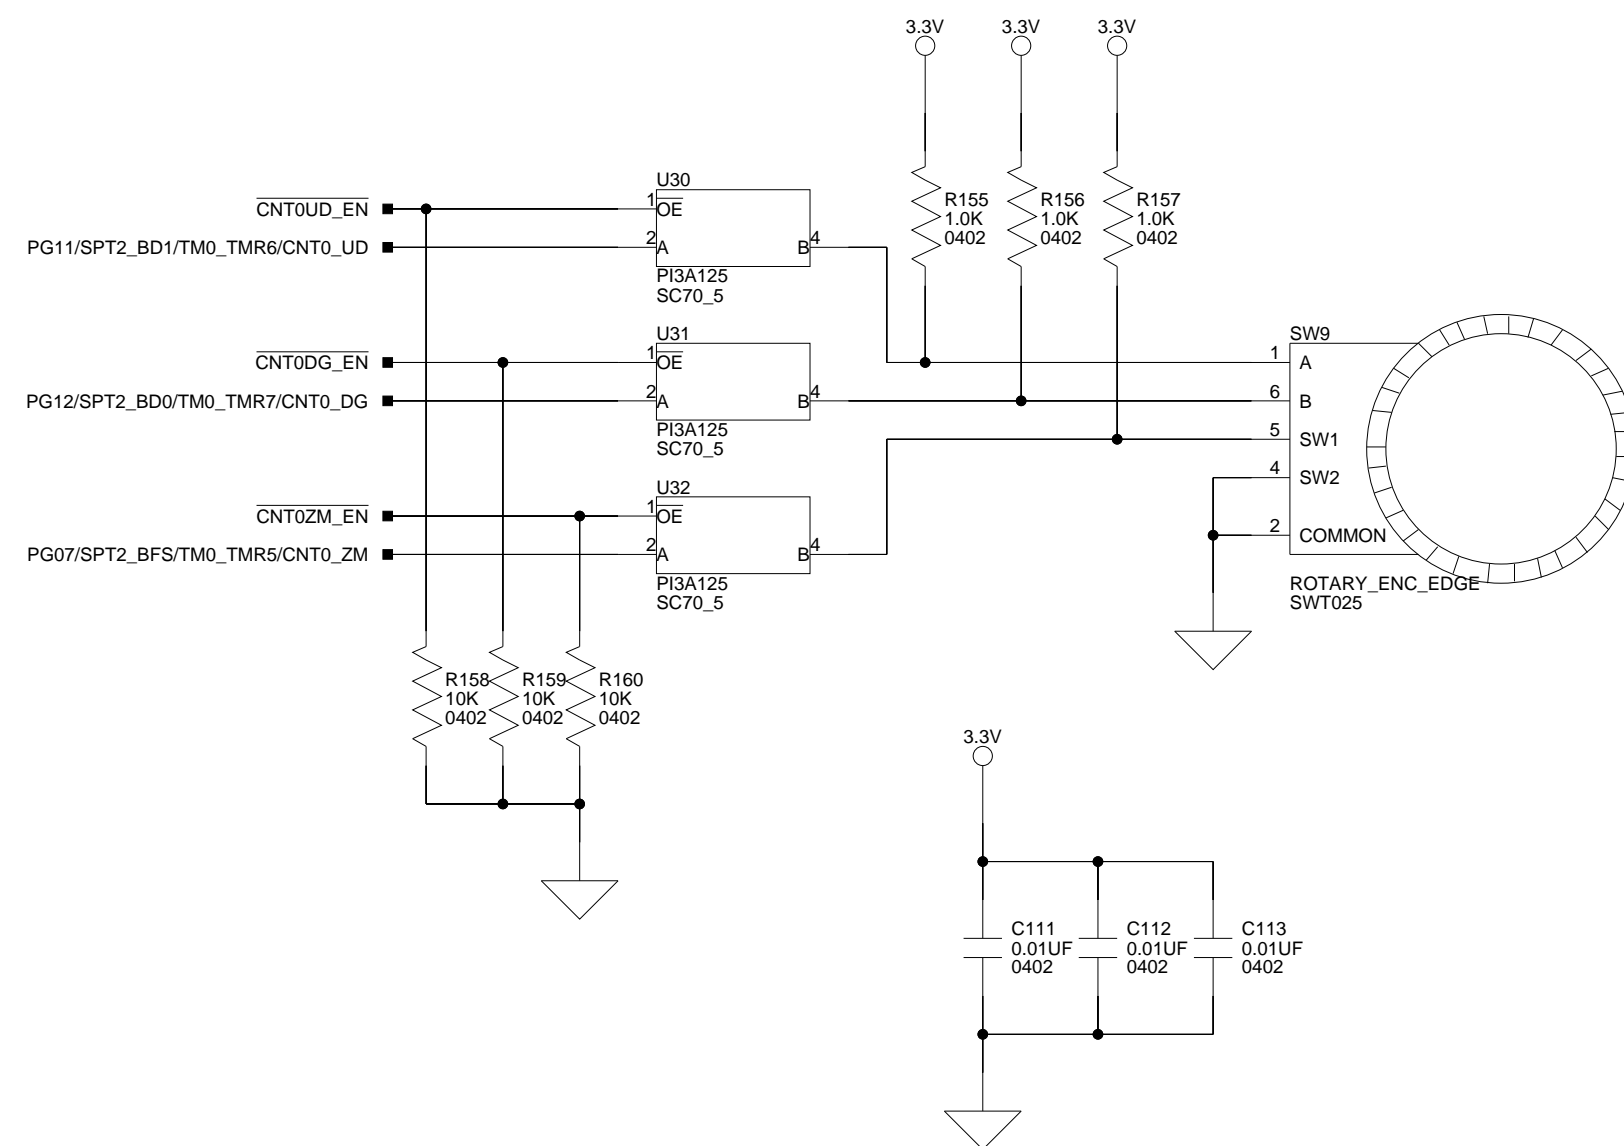 3.3V
3.3V
3.3V
R155
1.0K
0402
R156
1.0K
0402
R157
1.0K
0402
U30
CNT0UD_EN
1
OE
PG11/SPT2_BD1/TM0_TMR6/CNT0_UD
2
A
B
4
PI3A125
SC70_5
U31
CNT0DG_EN
1
OE
PG12/SPT2_BD0/TM0_TMR7/CNT0_DG
2
A
B
4
PI3A125
SC70_5
U32
CNT0ZM_EN
1
OE
PG07/SPT2_BFS/TM0_TMR5/CNT0_ZM
2
A
B
4
PI3A125
SC70_5
SW9
1
A
6
B
5
SW1
4
SW2
2
COMMON
ROTARY_ENC_EDGE
SWT025
R158
10K
0402
R159
10K
0402
R160
10K
0402
3.3V
C111
0.01UF
0402
C112
0.01UF
0402
C113
0.01UF
0402